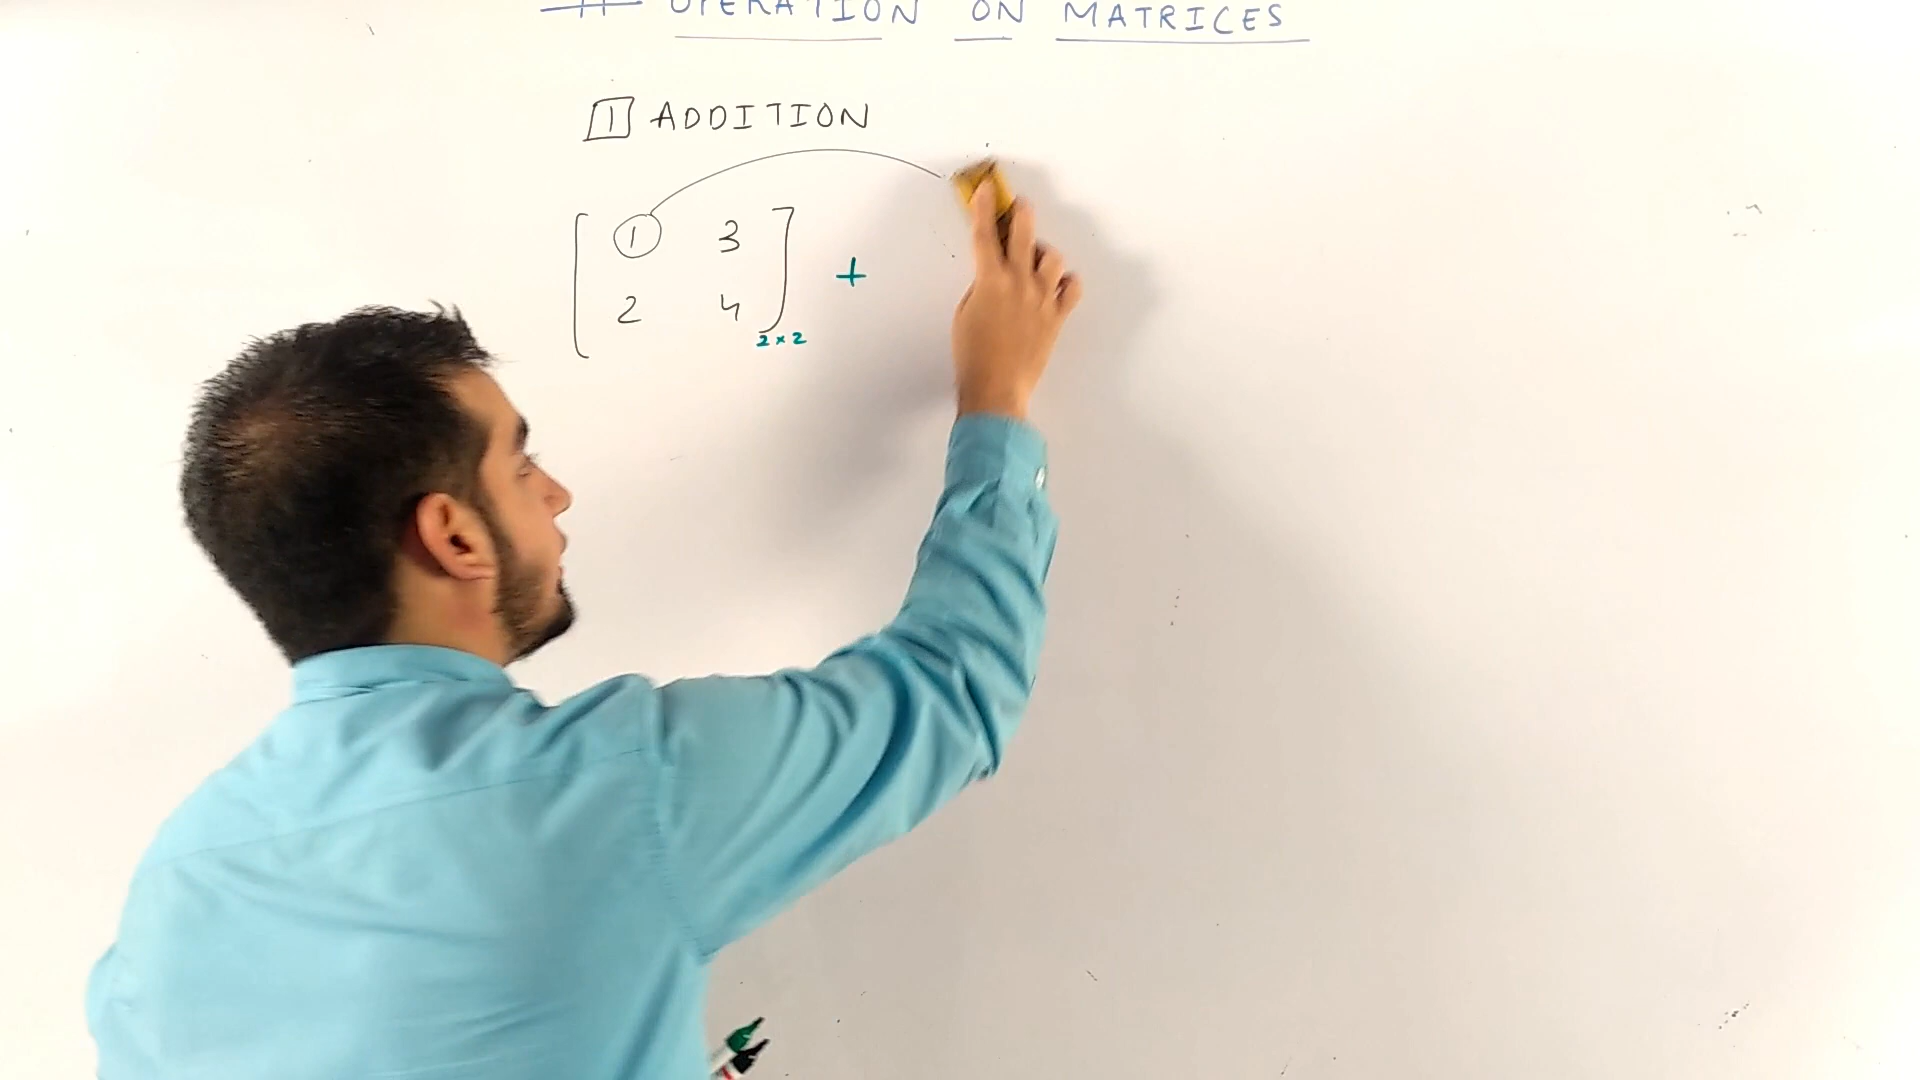 # OPERATION ON MATRICES
1 ADDITION
1 3 +
2 4
2 × 2